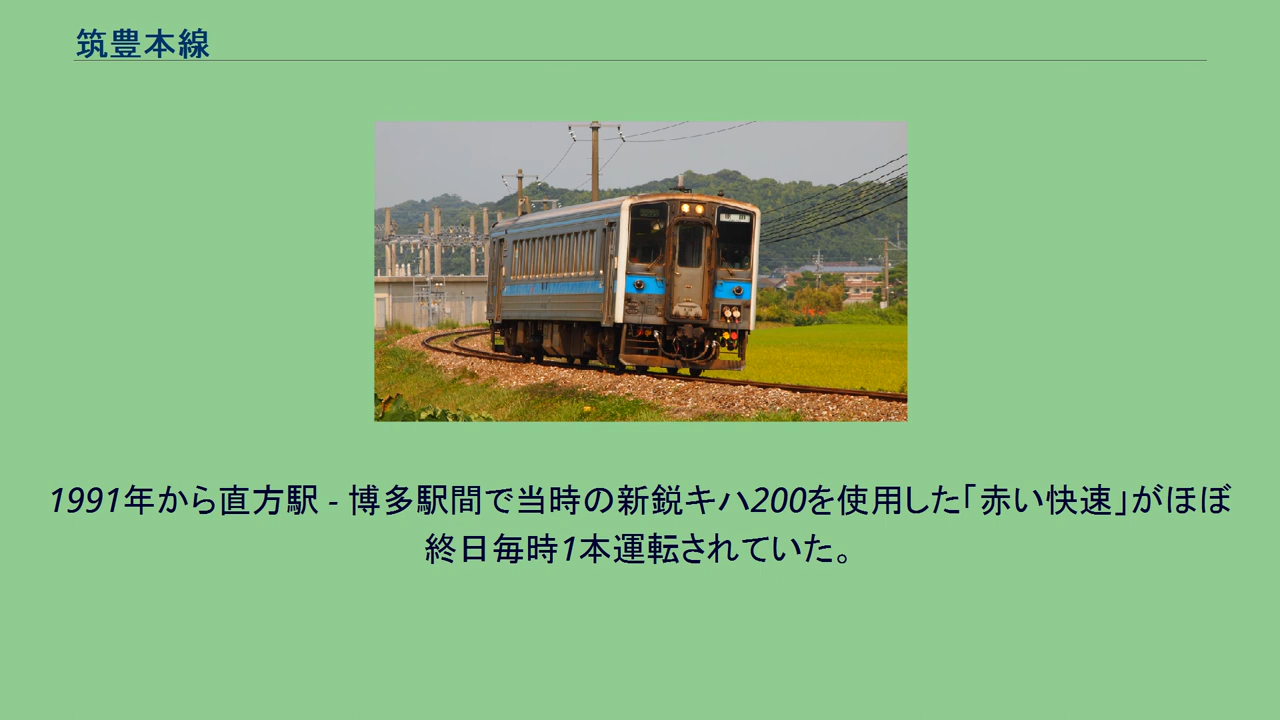 筑豊本線
1991年から直方駅 - 博多駅間で当時の新鋭キハ200を使用した「赤い快速」がほぼ
終日毎時1本運転されていた。